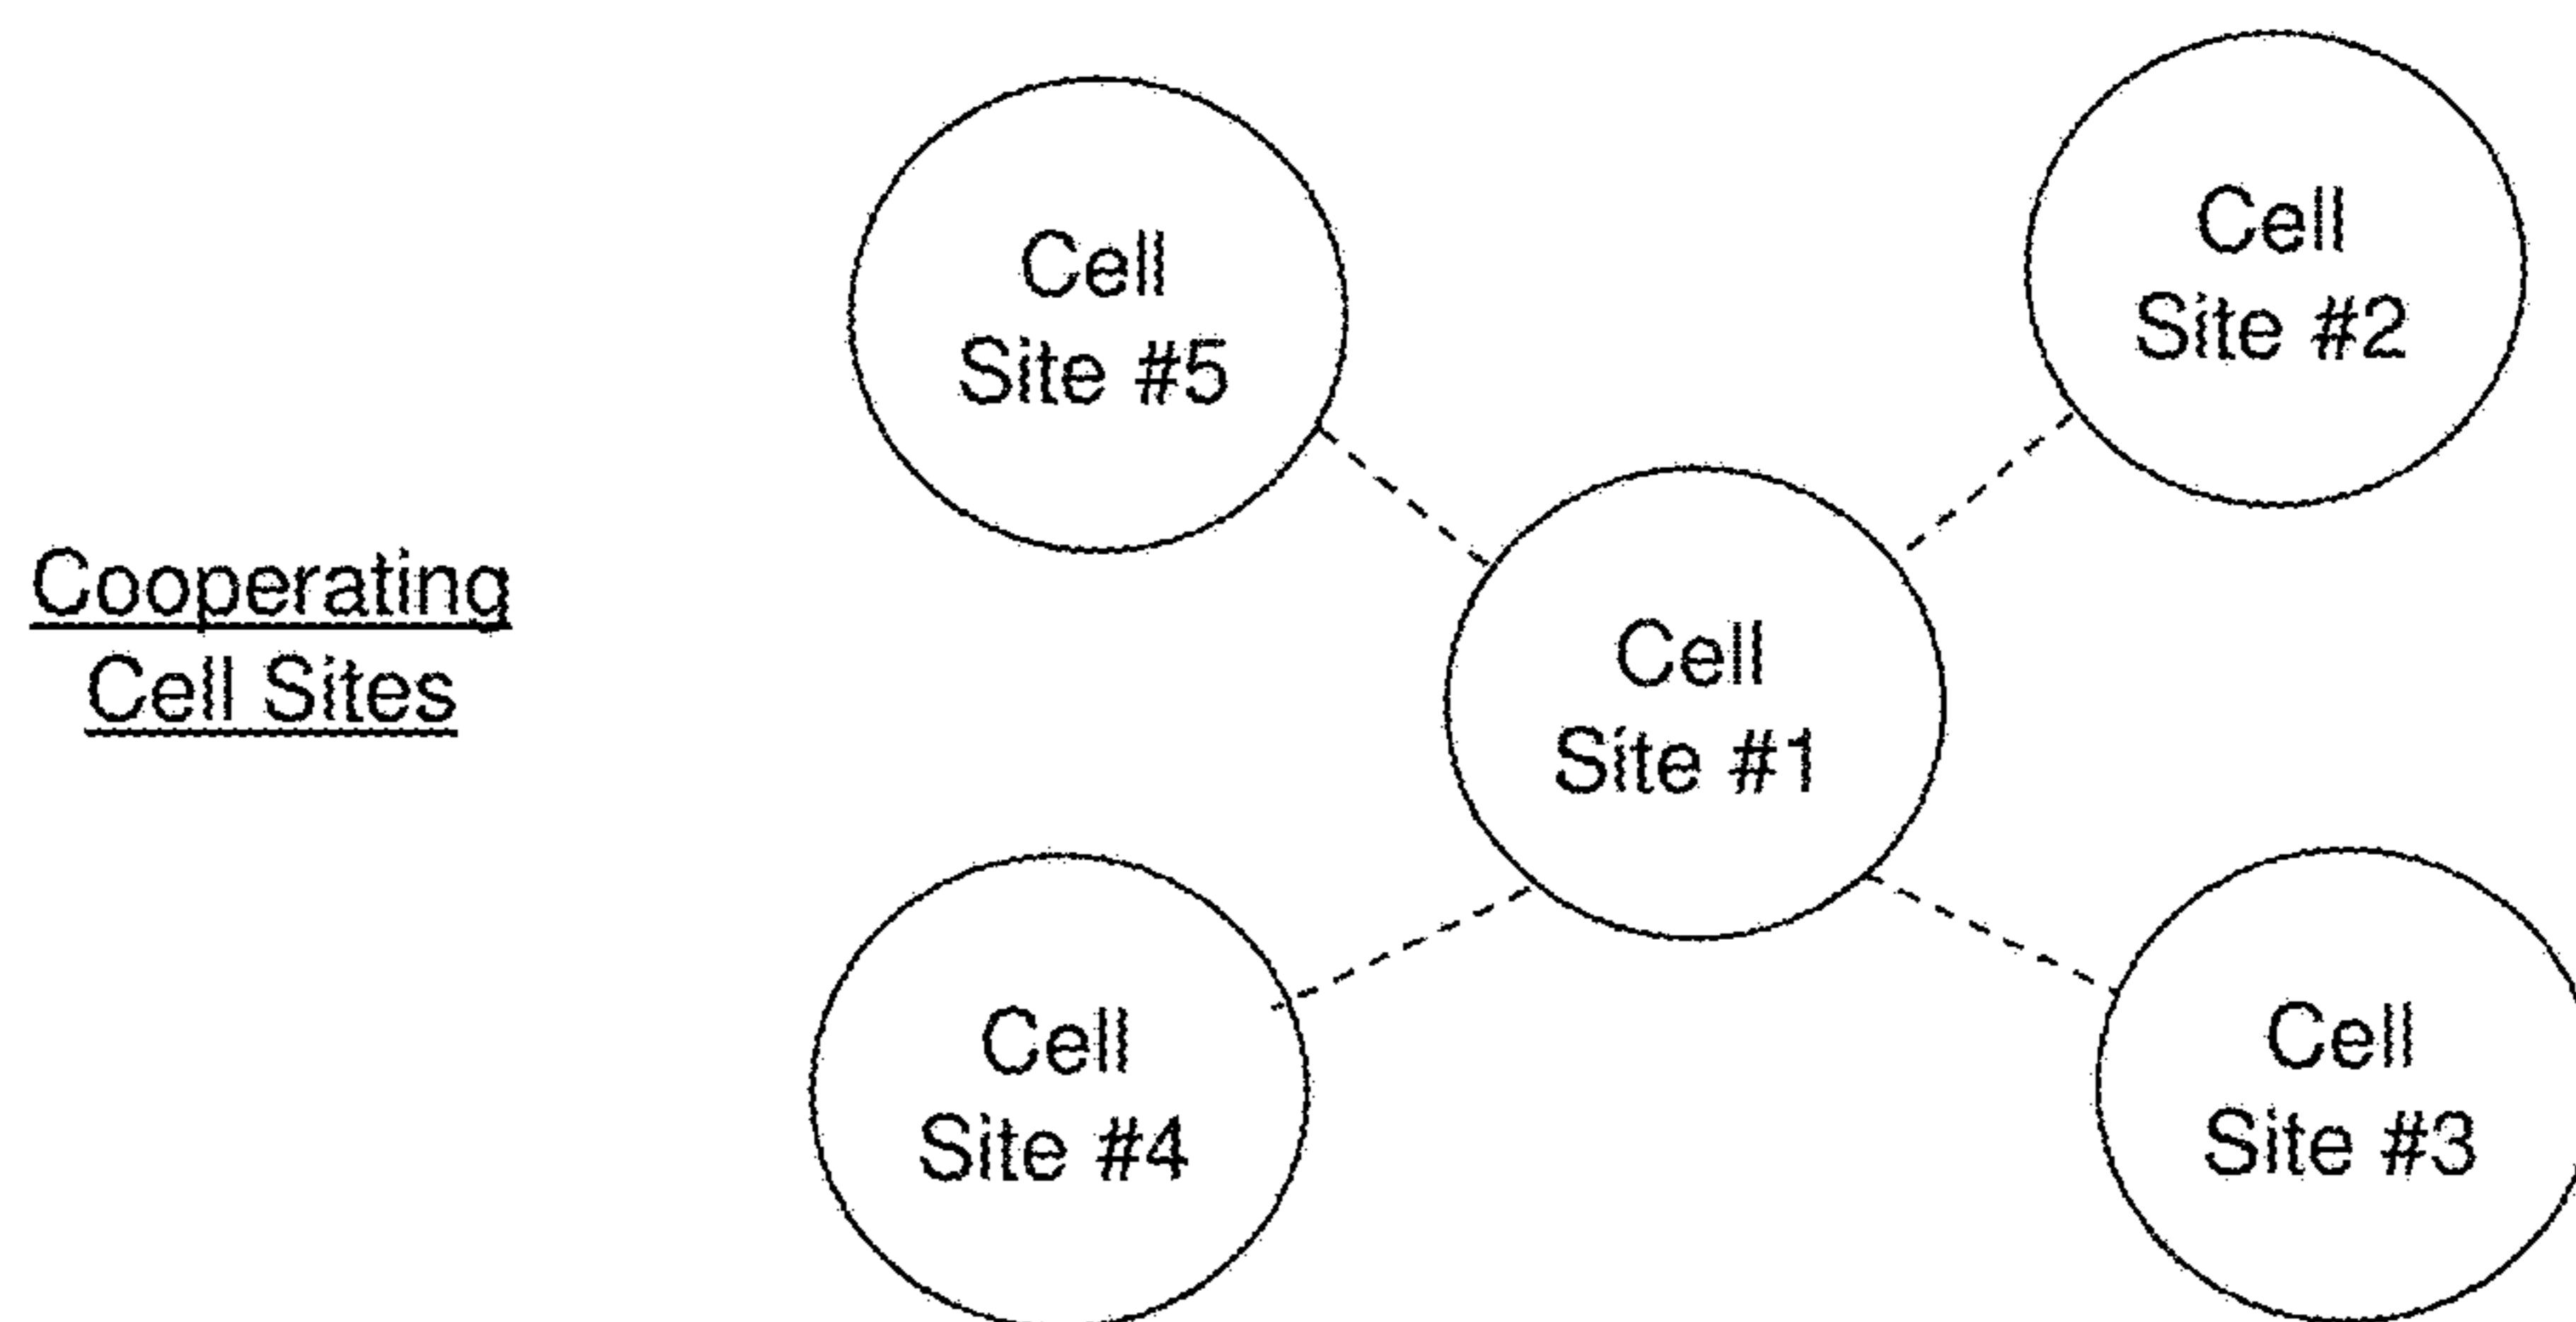 Cooperating
Cell Sites
Cell
Site #5
Cell
Site #2
Cell
Site #1
Cell
Site #4
Cell
Site #3